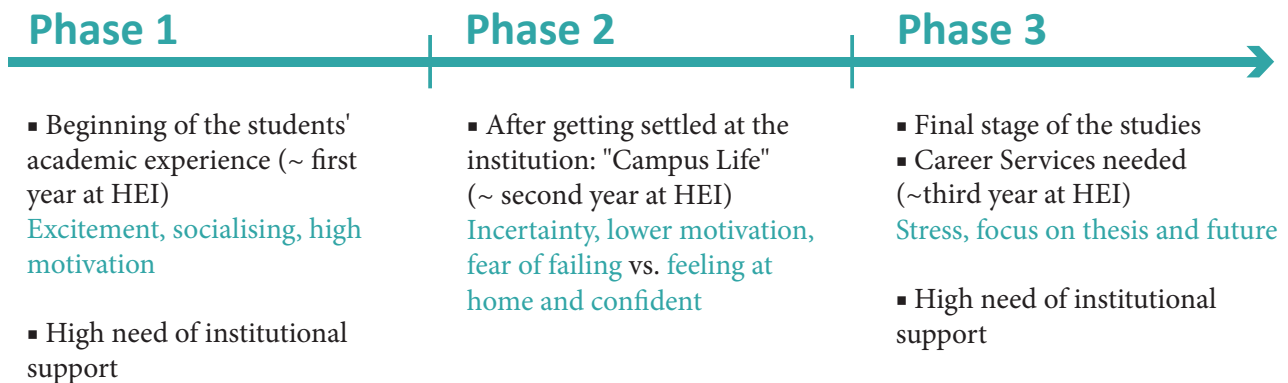 Phase 1
▪ Beginning of the students'
academic experience (~ first
year at HEI)
Excitement, socialising, high
motivation
▪ High need of institutional
support
Phase 2
▪ After getting settled at the
institution: "Campus Life"
(~ second year at HEI)
Incertainty, lower motivation,
fear of failing vs. feeling at
home and confident
Phase 3
▪ Final stage of the studies
▪ Career Services needed
(~third year at HEI)
Stress, focus on thesis and future
▪ High need of institutional
support